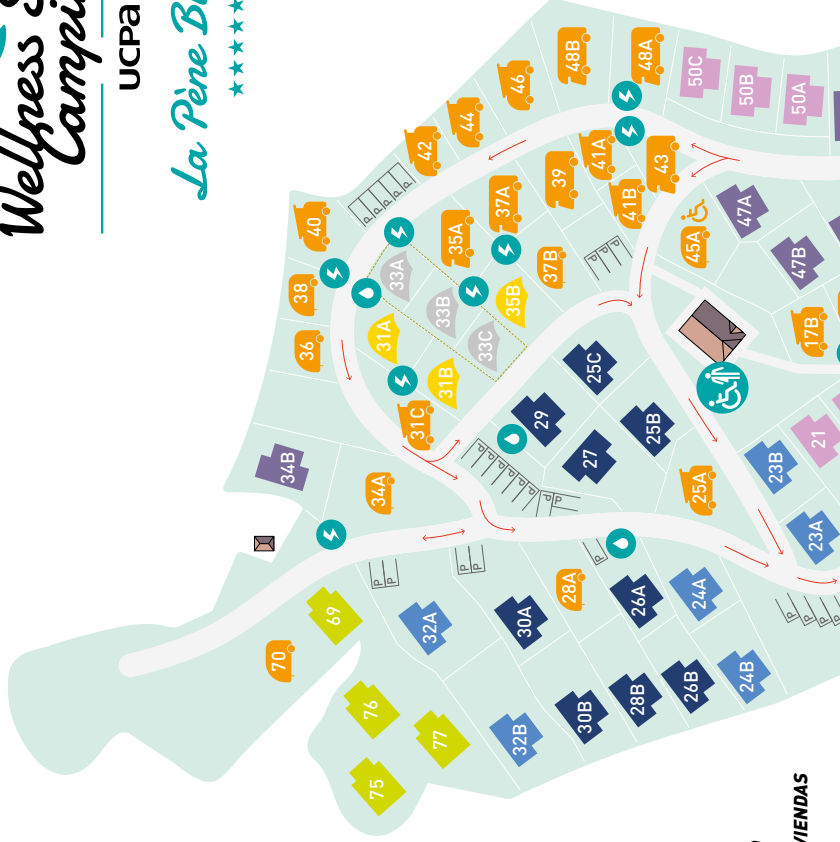 Wellness S
Campi
UCPa
La Pène Bl
★★★★★
48B
48A
50C
50B
50A
46
44
42
41A
43
39
41B
37A
47A
40
35A
45A
47B
33A
37B
38
33B
35B
17B
31A
36
33C
25C
31B
29
31C
25B
21
27
23B
34B
34A
25A
23A
P P P P P
P P P
P P P P P P P
P P
P P
P P
P
P P P P
28A
26A
24A
69
32A
30A
70
26B
24B
28B
76
30B
77
32B
75
VIENDAS